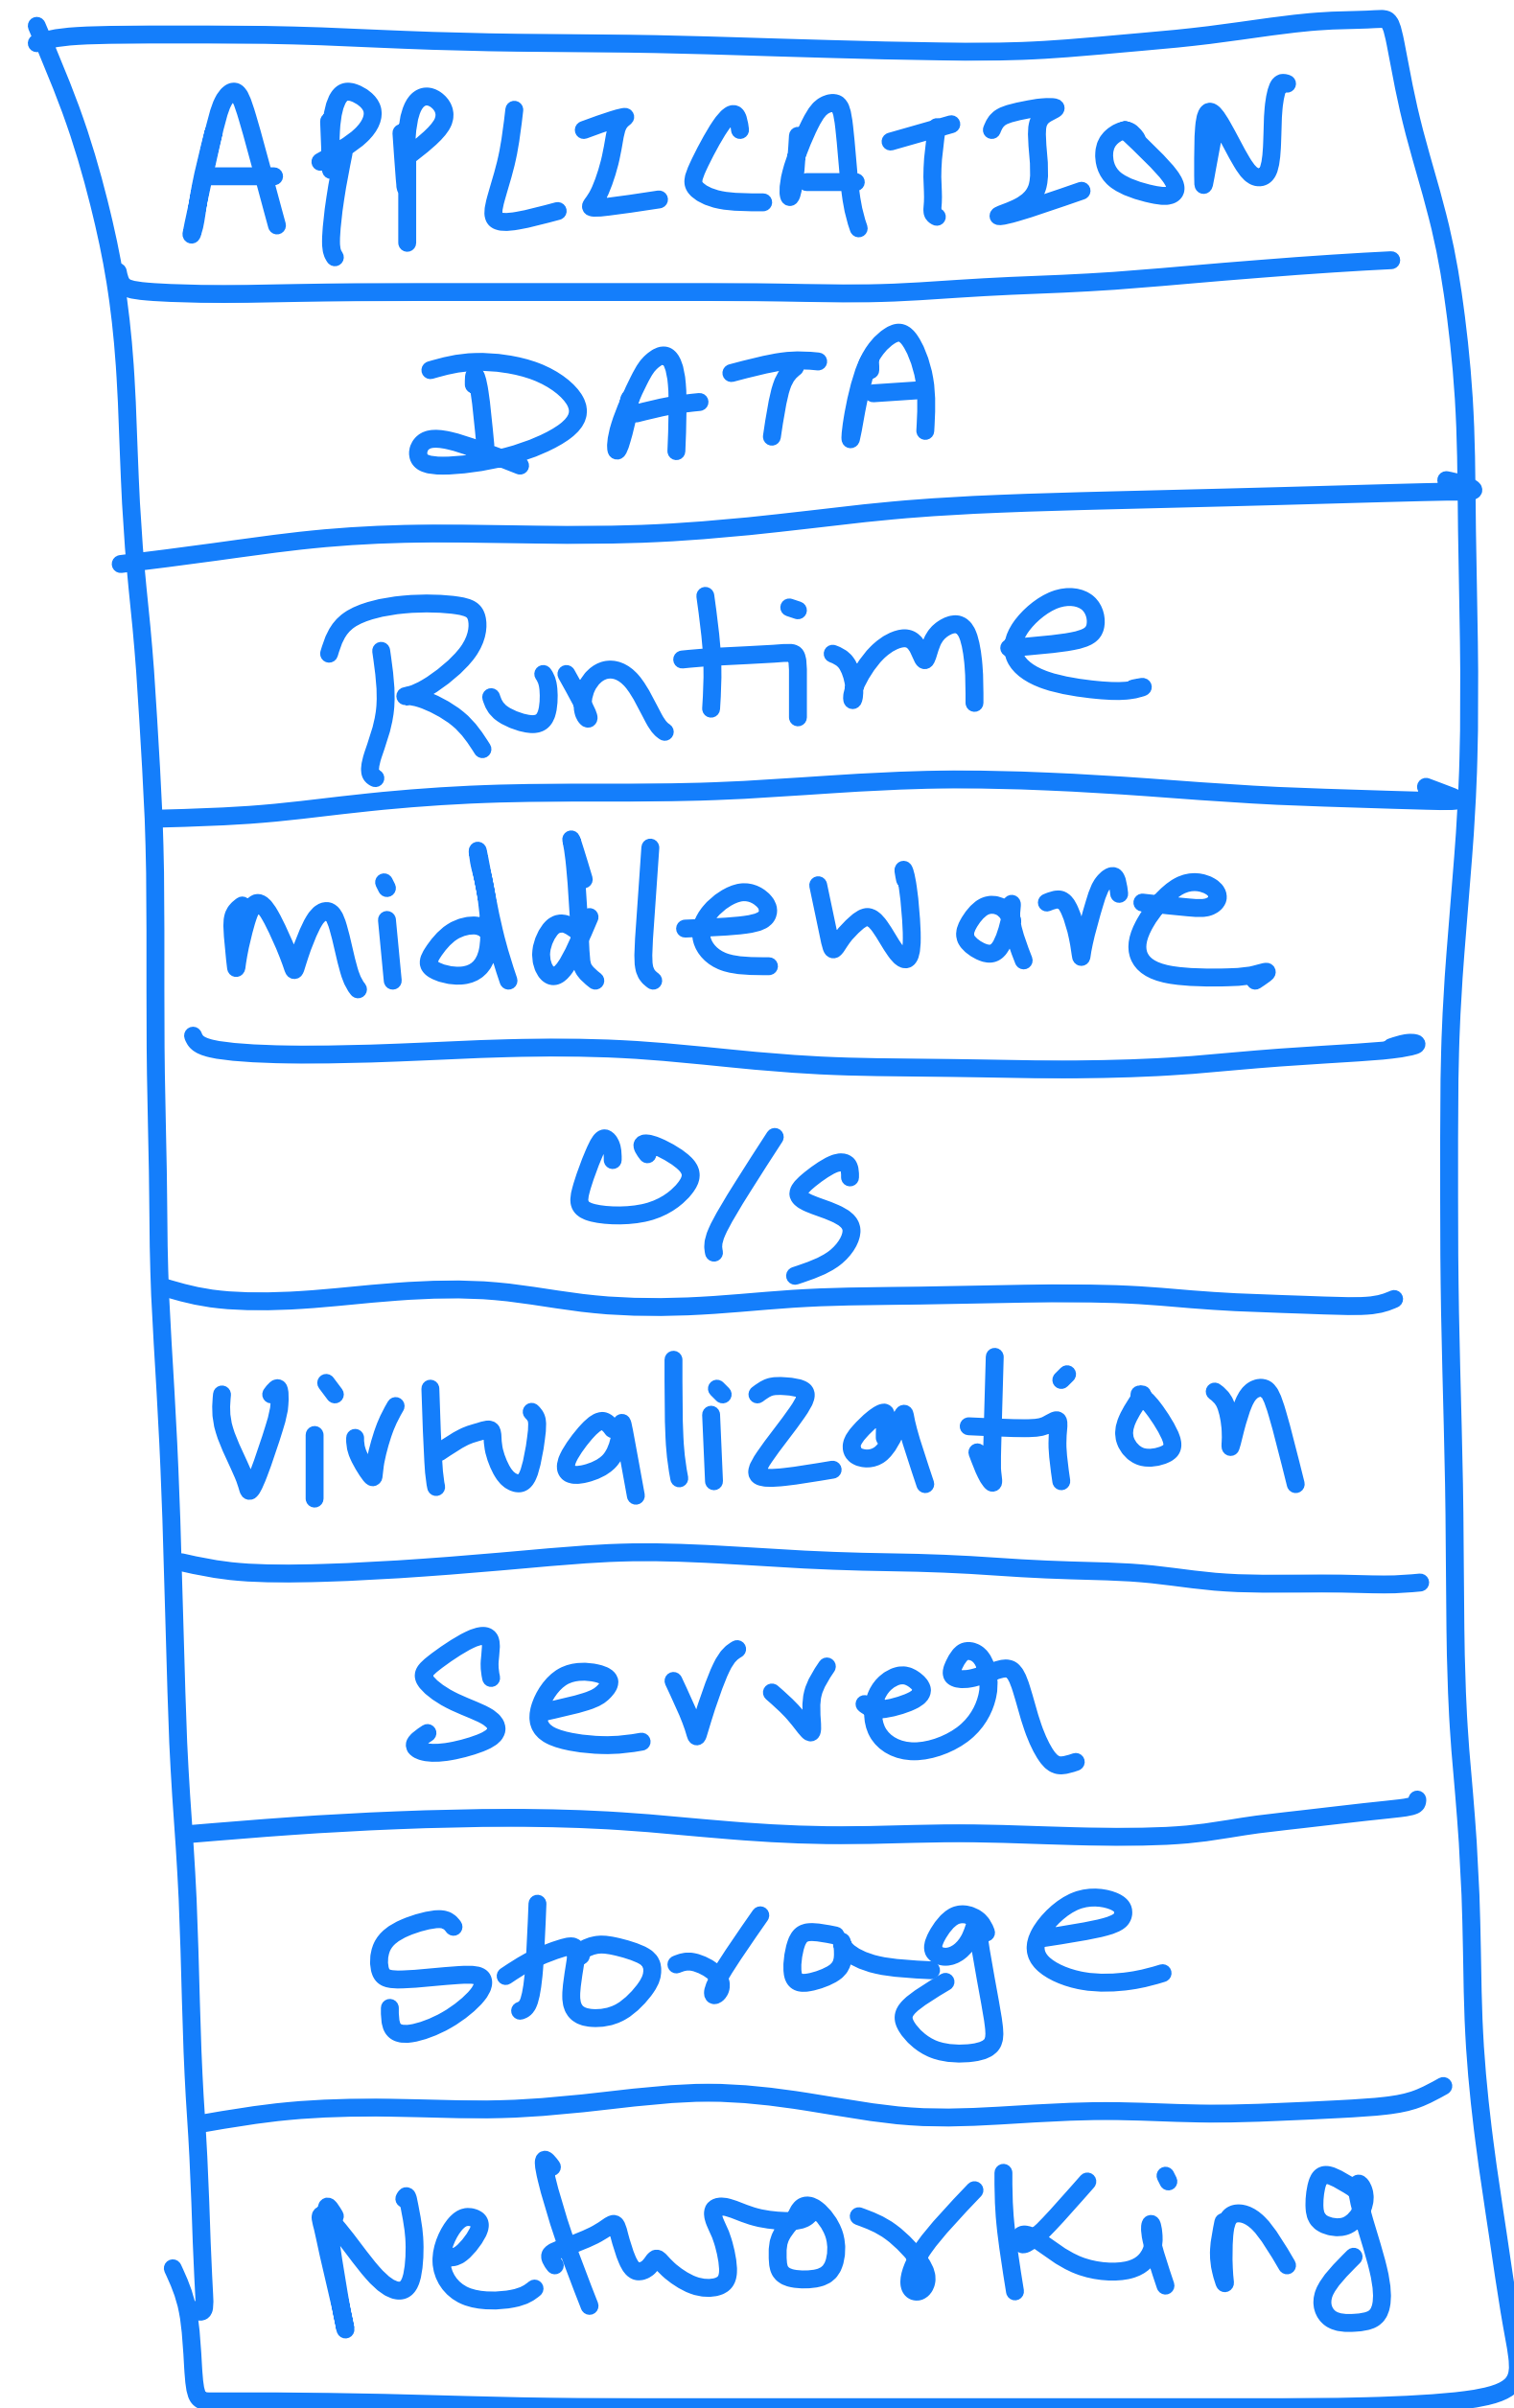 APPLICATION
DATA
Runtime
middleware
O/S
Virtualization
Server
Storage
Networking